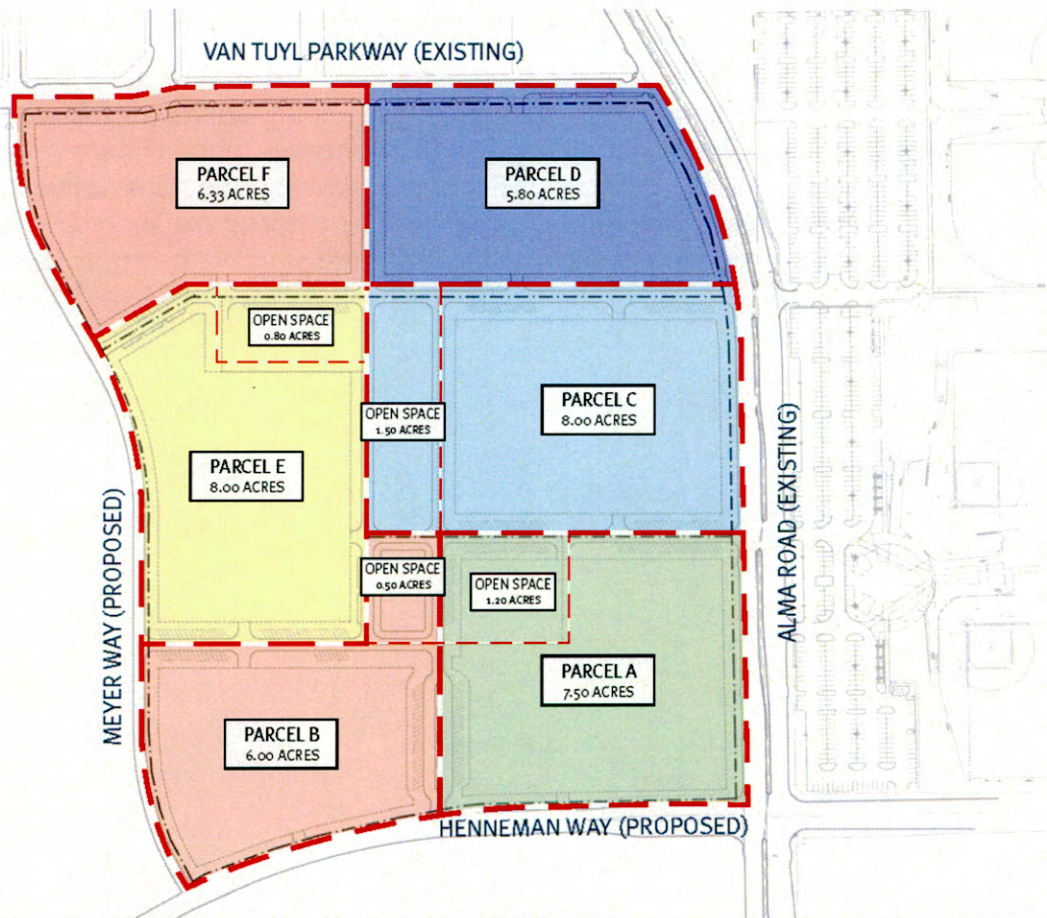 VAN TUYL PARKWAY (EXISTING)
PARCEL F
6.33 ACRES
PARCEL D
5.80 ACRES
OPEN SPACE
0.80 ACRES
OPEN SPACE
1.50 ACRES
PARCEL C
8.00 ACRES
PARCEL E
8.00 ACRES
MEYER WAY (PROPOSED)
ALMA ROAD (EXISTING)
OPEN SPACE
0.50 ACRES
OPEN SPACE
1.20 ACRES
PARCEL A
7.50 ACRES
PARCEL B
6.00 ACRES
HENNEMAN WAY (PROPOSED)